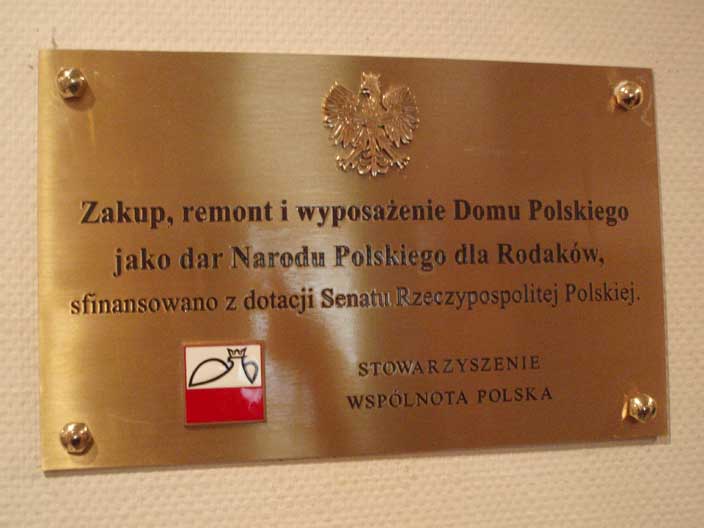 Zakup, remont i wyposażenie Domu Polskiego
jako dar Narodu Polskiego dla Rodaków,
sfinansowano z dotacji Senatu Rzeczypospolitej Polskiej.
STOWARZYSZENIE
WSPÓLNOTA POLSKA